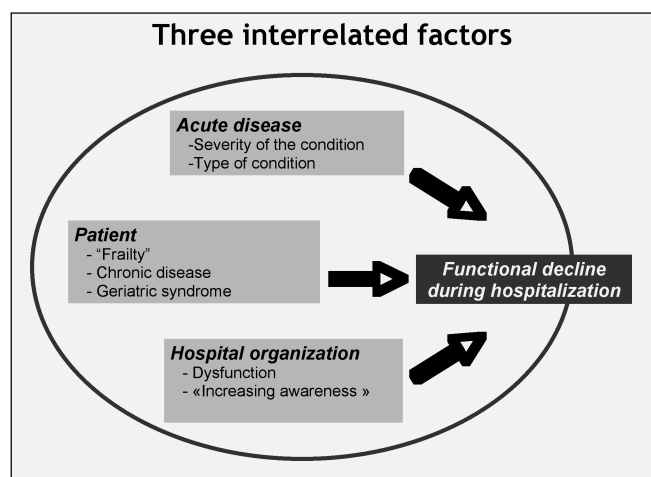 Three interrelated factors
Acute disease
-Severity of the condition
-Type of condition
Patient
- “Frailty”
- Chronic disease
- Geriatric syndrome
Functional decline
during hospitalization
Hospital organization
- Dysfunction
- «Increasing awareness »